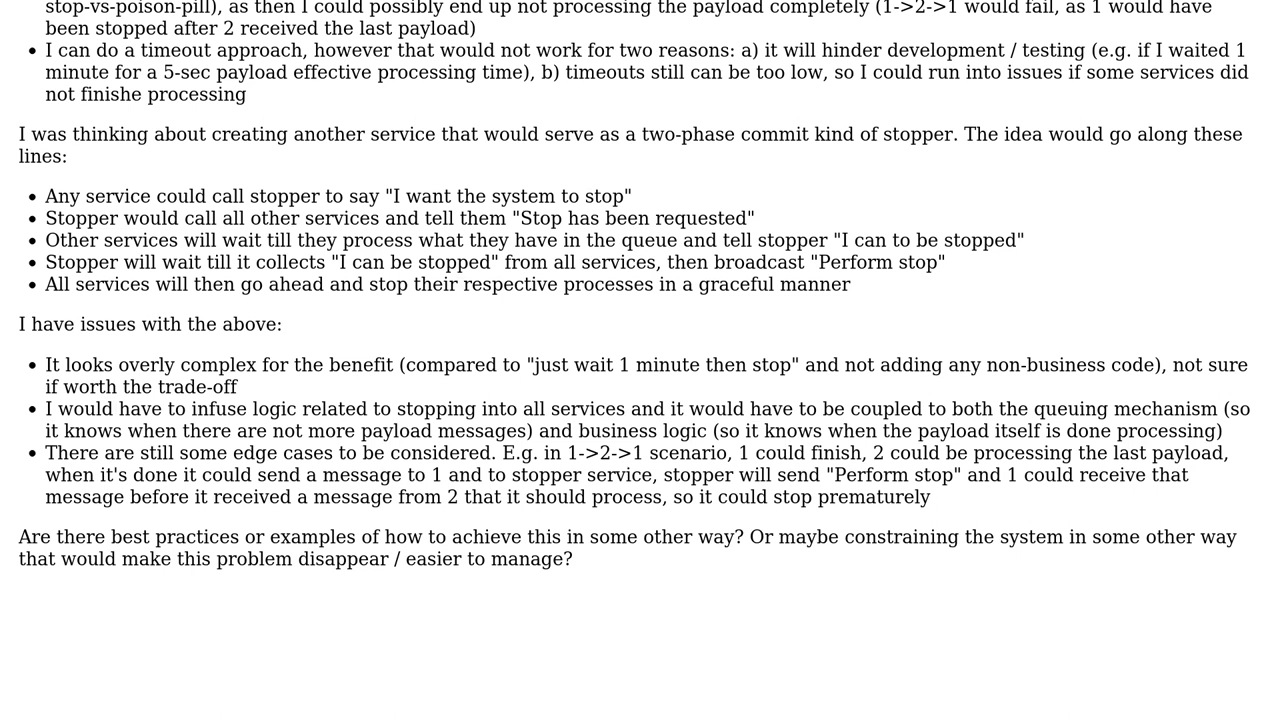 stop-vs-poison-pill), as then I could possibly end up not processing the payload completely (1->2->1 would fail, as 1 would have
been stopped after 2 received the last payload)
• I can do a timeout approach, however that would not work for two reasons: a) it will hinder development / testing (e.g. if I waited 1
minute for a 5-sec payload effective processing time), b) timeouts still can be too low, so I could run into issues if some services did
not finishe processing
I was thinking about creating another service that would serve as a two-phase commit kind of stopper. The idea would go along these
lines:
• Any service could call stopper to say "I want the system to stop"
• Stopper would call all other services and tell them "Stop has been requested"
• Other services will wait till they process what they have in the queue and tell stopper "I can to be stopped"
• Stopper will wait till it collects "I can be stopped" from all services, then broadcast "Perform stop"
• All services will then go ahead and stop their respective processes in a graceful manner
I have issues with the above:
• It looks overly complex for the benefit (compared to "just wait 1 minute then stop" and not adding any non-business code), not sure
if worth the trade-off
• I would have to infuse logic related to stopping into all services and it would have to be coupled to both the queuing mechanism (so
it knows when there are not more payload messages) and business logic (so it knows when the payload itself is done processing)
• There are still some edge cases to be considered. E.g. in 1->2->1 scenario, 1 could finish, 2 could be processing the last payload,
when it's done it could send a message to 1 and to stopper service, stopper will send "Perform stop" and 1 could receive that
message before it received a message from 2 that it should process, so it could stop prematurely
Are there best practices or examples of how to achieve this in some other way? Or maybe constraining the system in some other way
that would make this problem disappear / easier to manage?